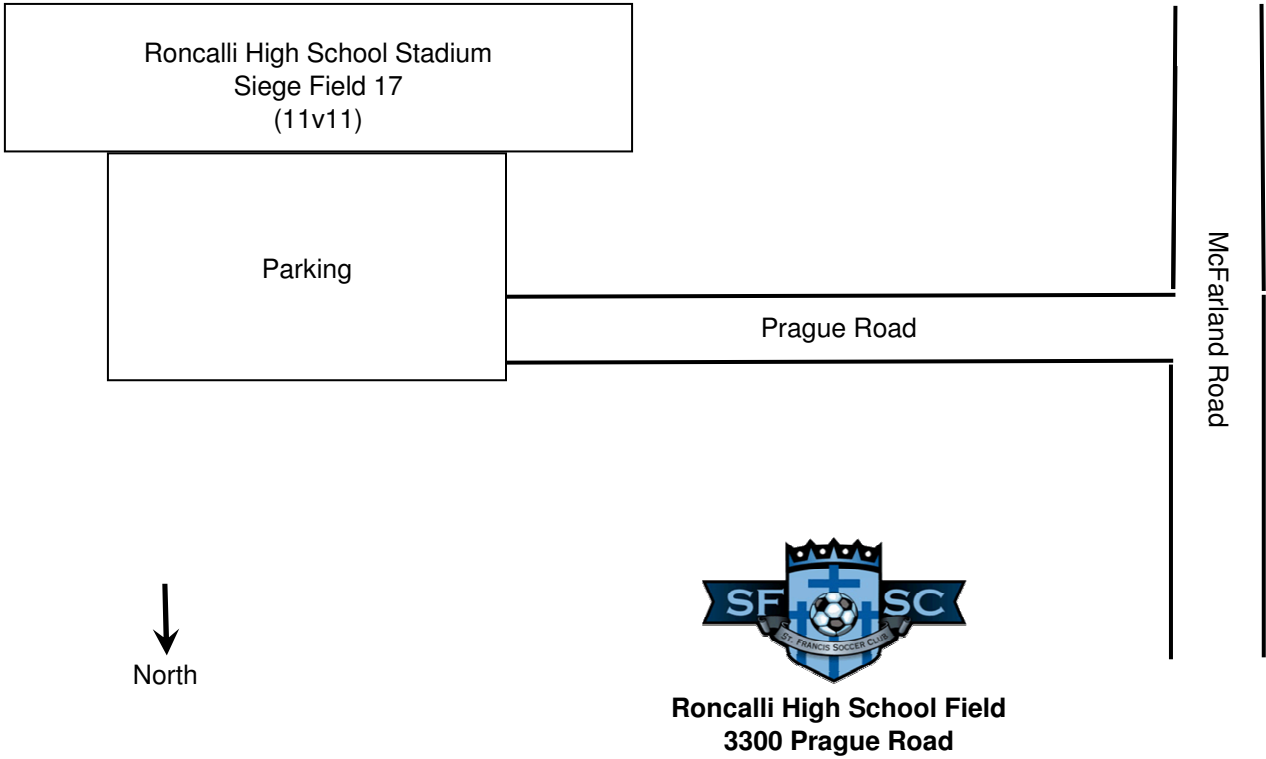 Roncalli High School Stadium
Siege Field 17
(11v11)
Parking
Prague Road
McFarland Road
North
SF SC
ST. FRANCIS SOCCER CLUB
Roncalli High School Field
3300 Prague Road